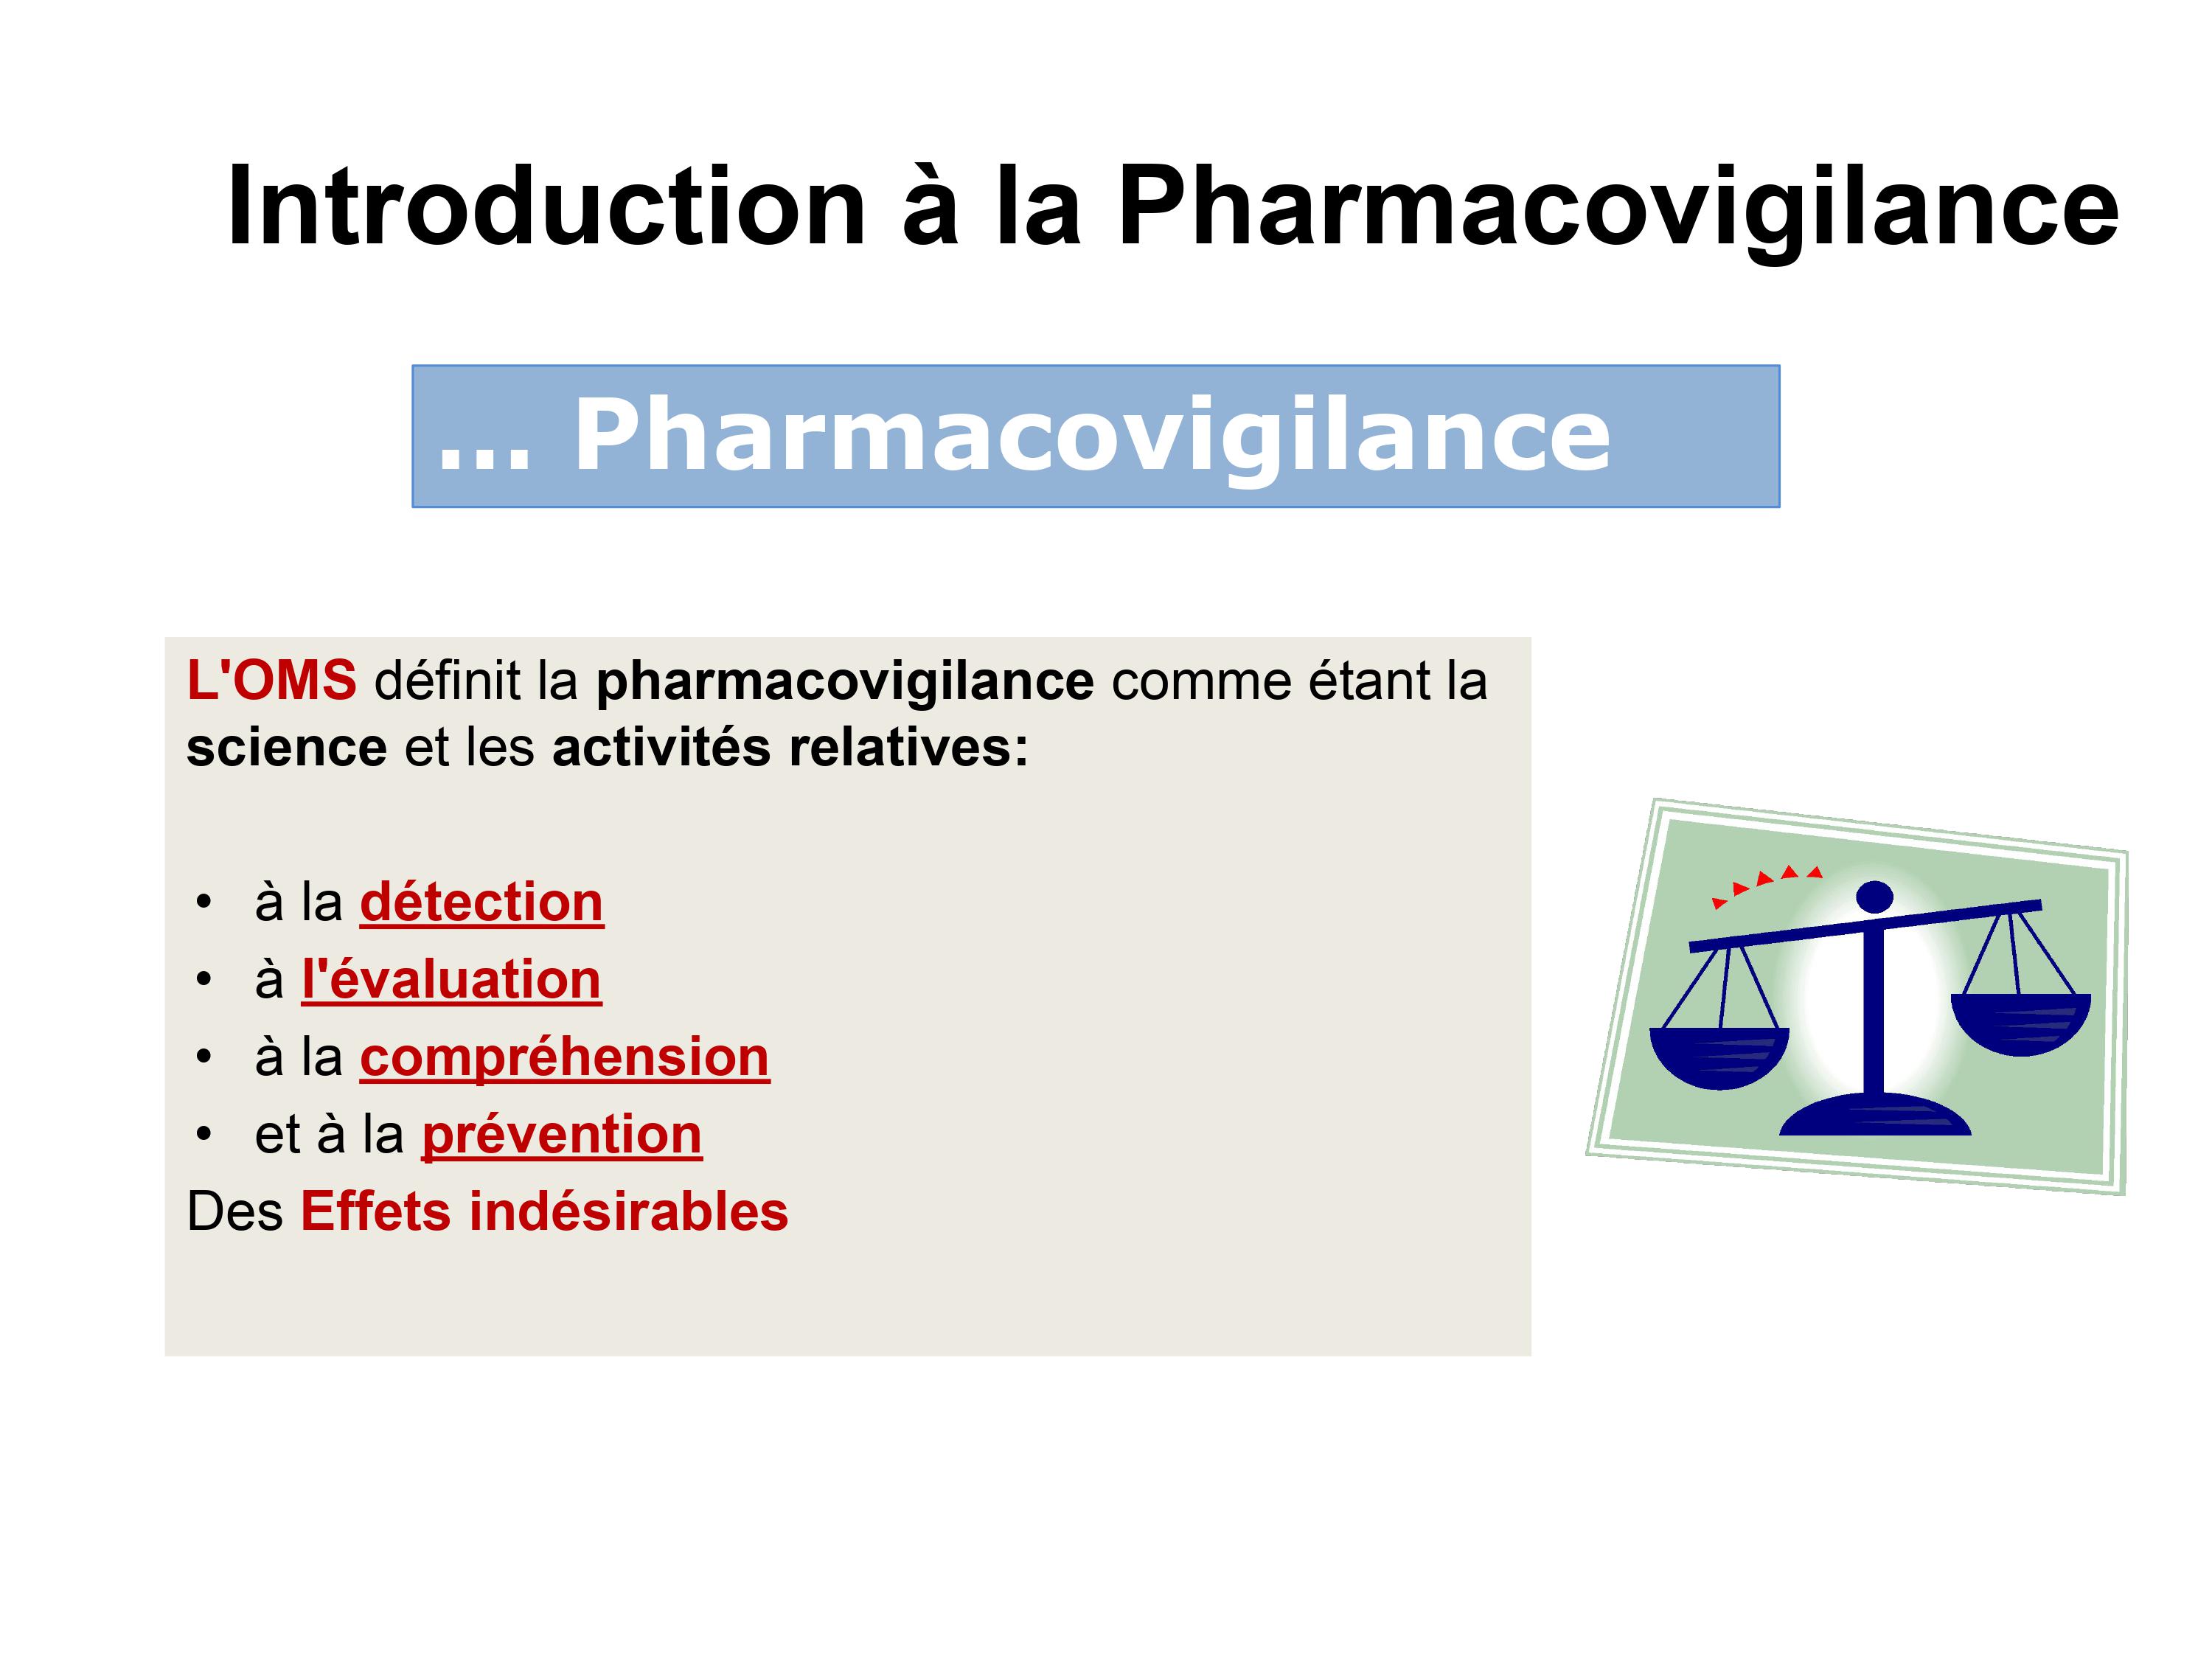 Introduction à la Pharmacovigilance
... Pharmacovigilance
L'OMS définit la pharmacovigilance comme étant la
science et les activités relatives:
• à la détection
• à l'évaluation
• à la compréhension
• et à la prévention
Des Effets indésirables